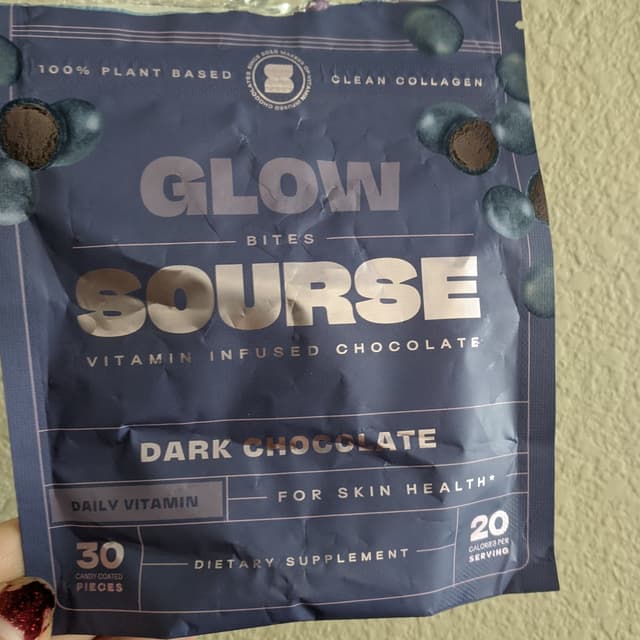 100% PLANT BASED
CLEAN COLLAGEN
GLOW
BITES
SOURSE
VITAMIN INFUSED CHOCOLATE
DARK CHOCOLATE
DAILY VITAMIN
FOR SKIN HEALTH*
30
CANDY COATED
PIECES
DIETARY SUPPLEMENT
20
CALORIES PER
SERVING